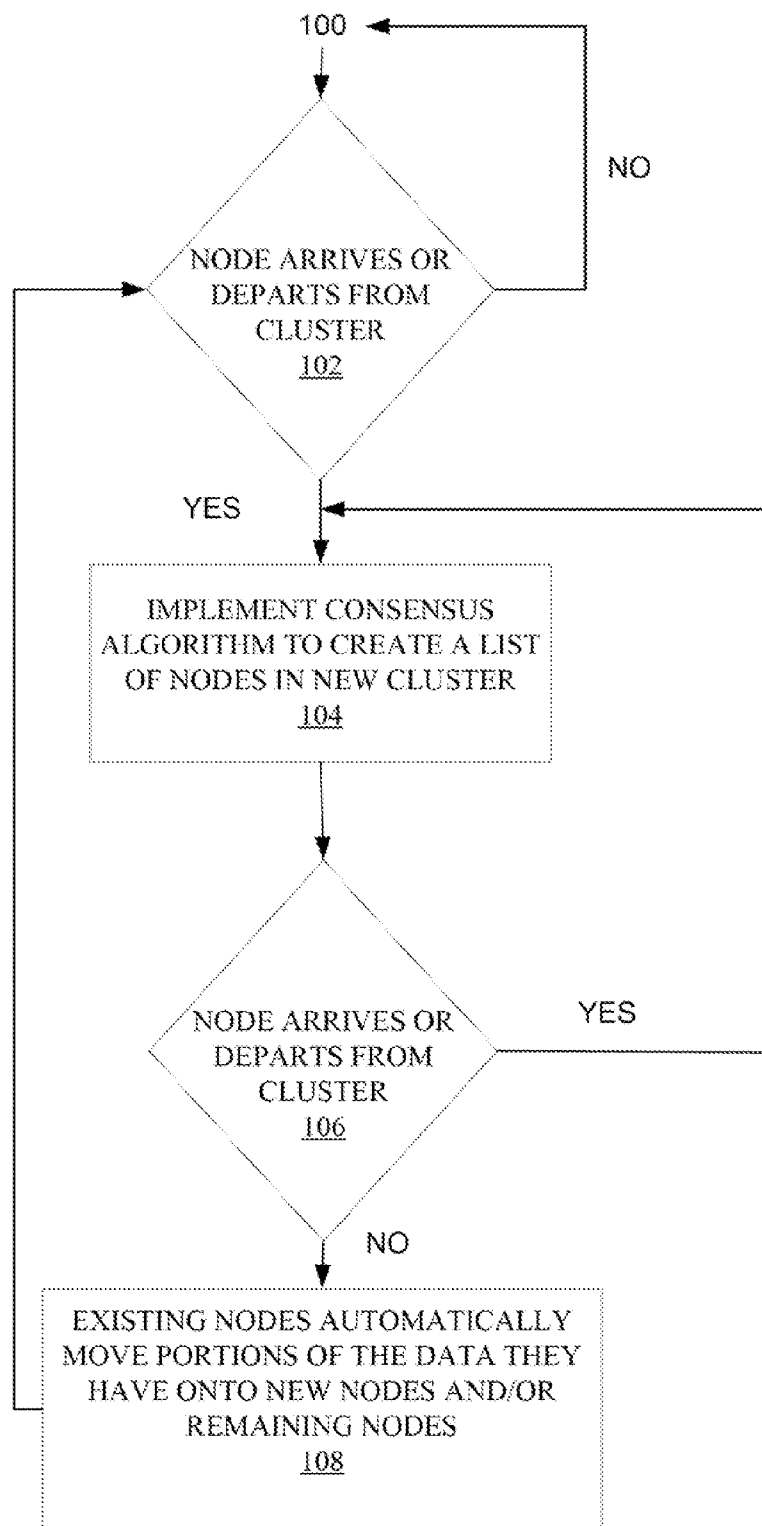 100
NO
NODE ARRIVES OR
DEPARTS FROM
CLUSTER
102
YES
IMPLEMENT CONSENSUS
ALGORITHM TO CREATE A LIST
OF NODES IN NEW CLUSTER
104
NODE ARRIVES OR
DEPARTS FROM
CLUSTER
106
YES
NO
EXISTING NODES AUTOMATICALLY
MOVE PORTIONS OF THE DATA THEY
HAVE ONTO NEW NODES AND/OR
REMAINING NODES
108